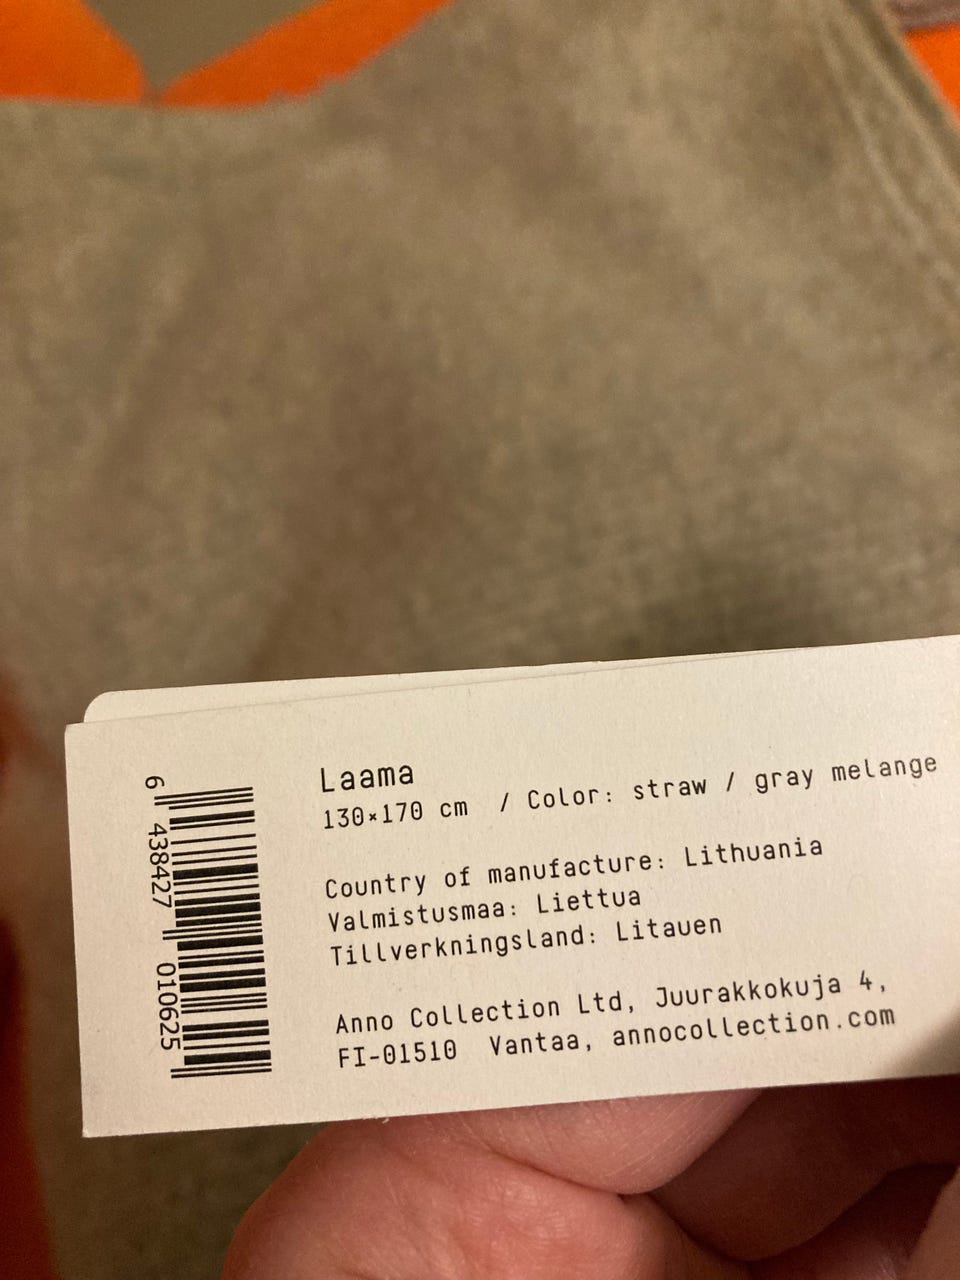 Laama
130×170 cm / Color: straw / gray melange
Country of manufacture: Lithuania
Valmistusmaa: Liettua
Tillverkningsland: Litauen
Anno Collection Ltd, Juurakkokuja 4,
FI-01510 Vantaa, annocollection.com
6 438427 010625